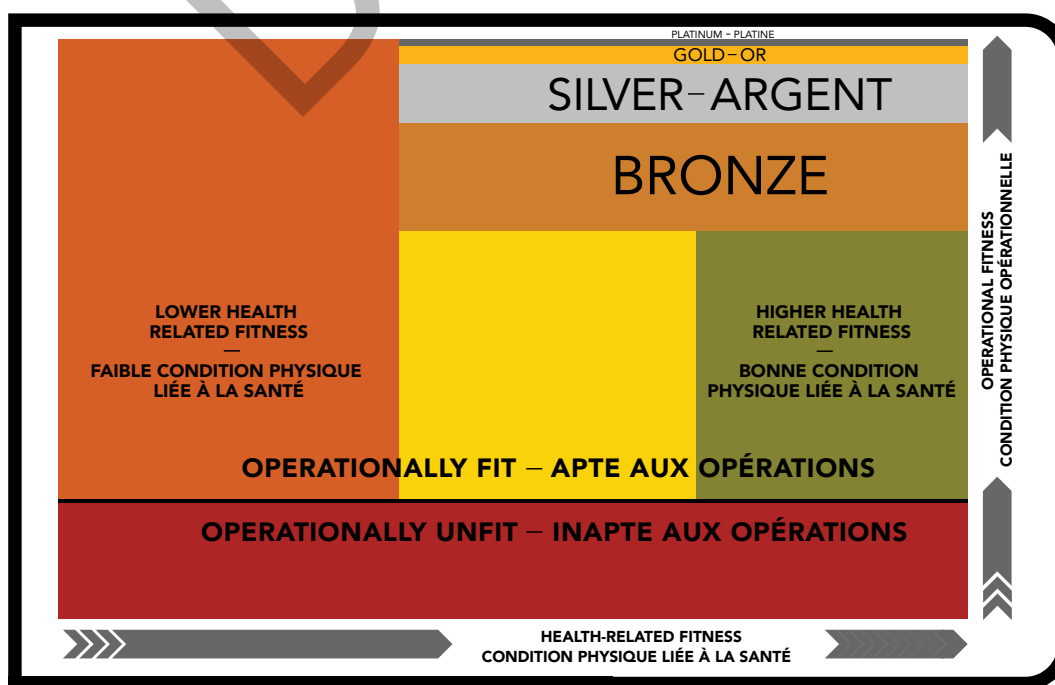 PLATINUM – PLATINE
GOLD – OR
SILVER – ARGENT
BRONZE
LOWER HEALTH
RELATED FITNESS
—
FAIBLE CONDITION PHYSIQUE
LIÉE À LA SANTÉ
HIGHER HEALTH
RELATED FITNESS
—
BONNE CONDITION
PHYSIQUE LIÉE À LA SANTÉ
OPERATIONALLY FIT – APTE AUX OPÉRATIONS
OPERATIONALLY UNFIT – INAPTE AUX OPÉRATIONS
HEALTH-RELATED FITNESS
CONDITION PHYSIQUE LIÉE À LA SANTÉ
OPERATIONAL FITNESS
CONDITION PHYSIQUE OPÉRATIONNELLE